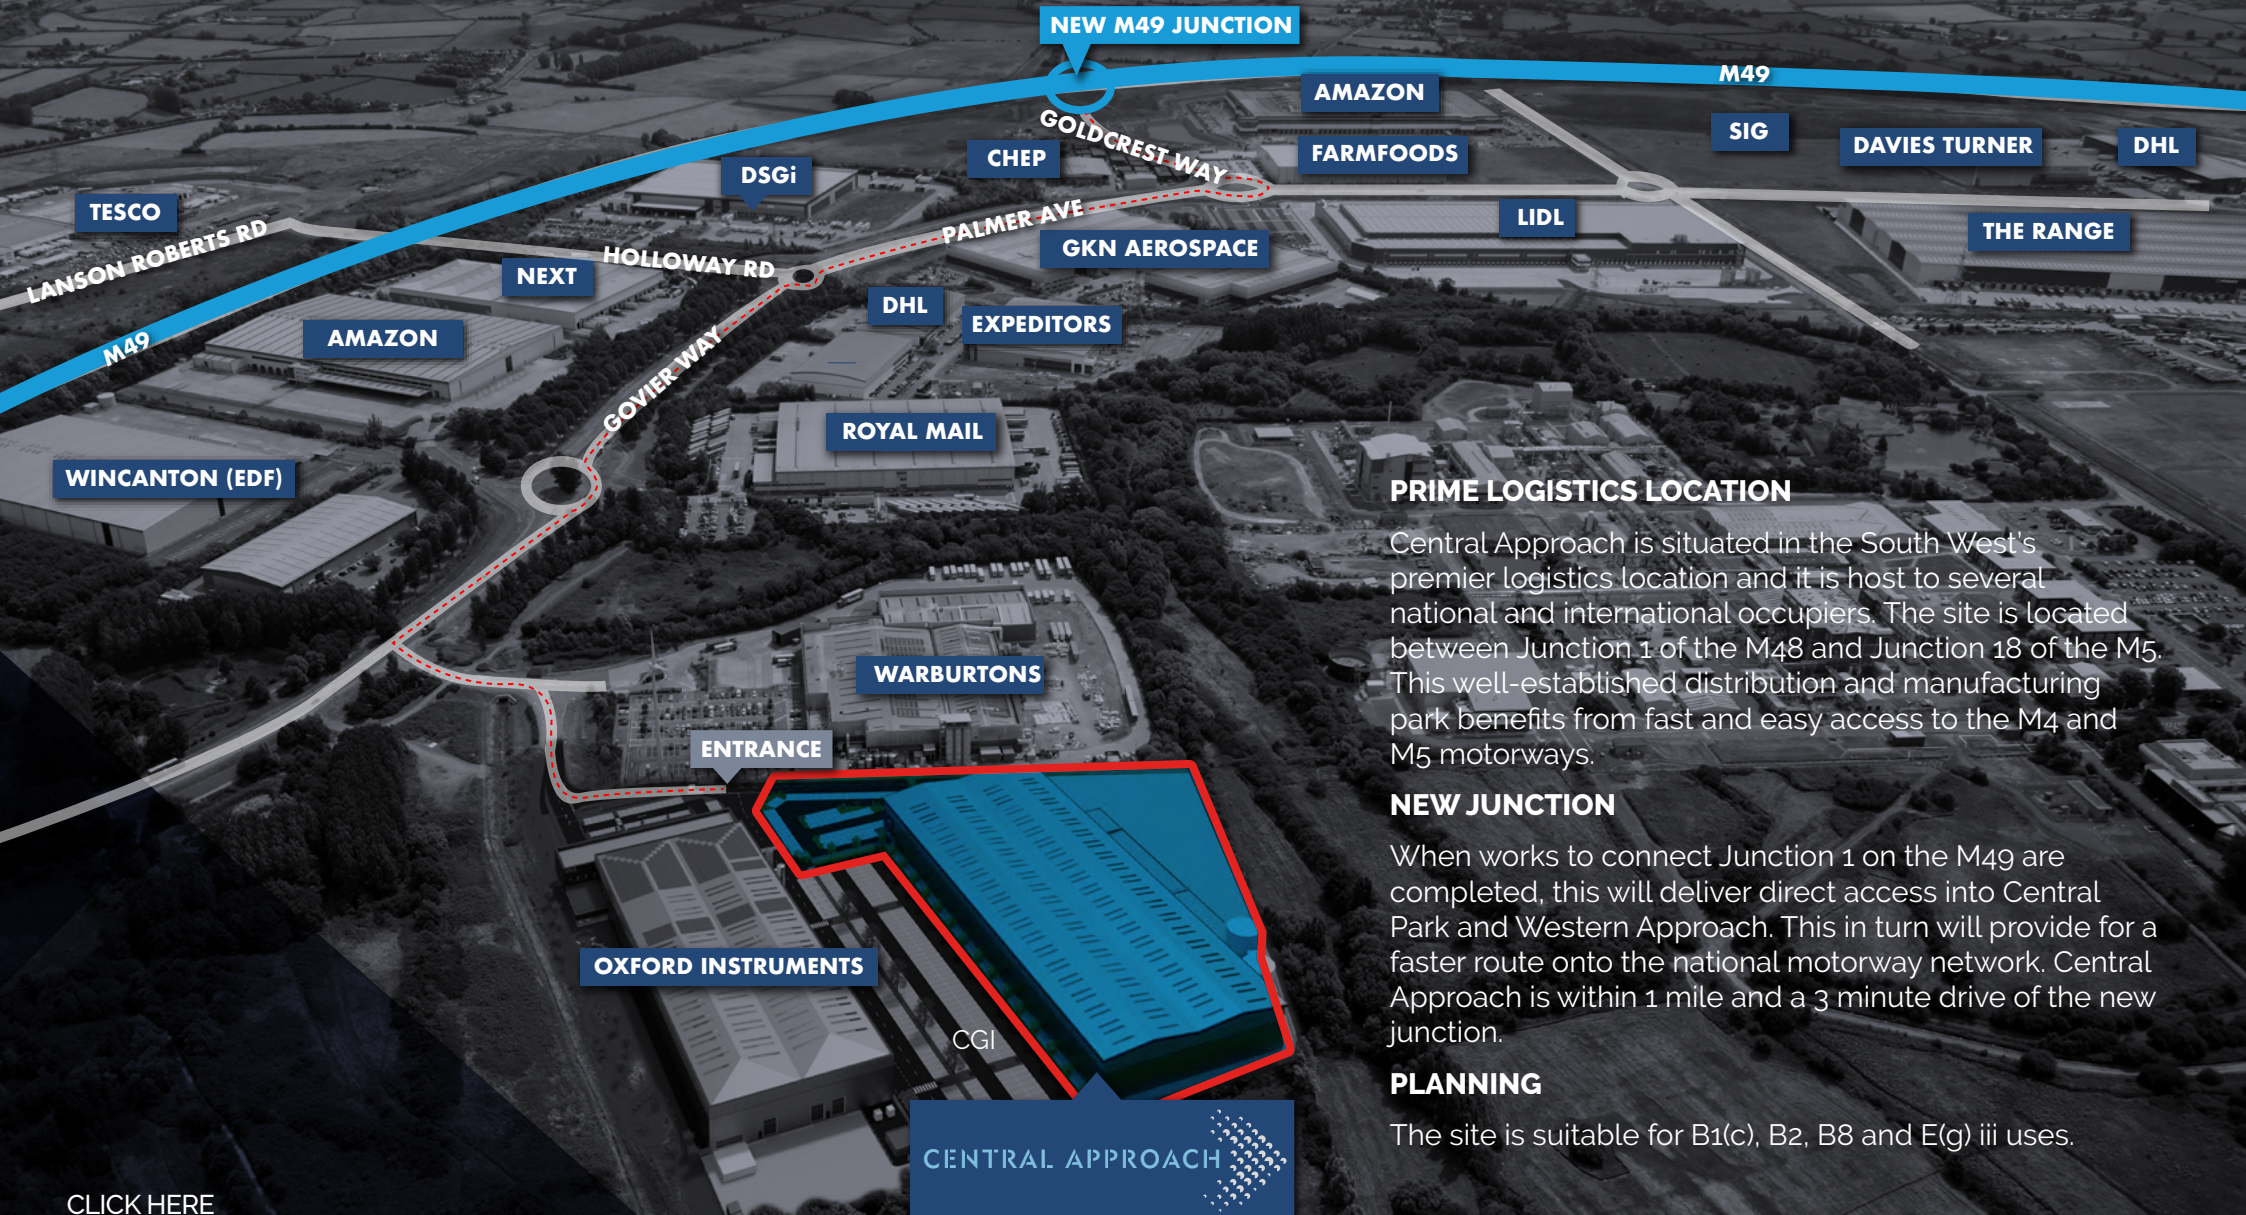 NEW M49 JUNCTION
M49
AMAZON
GOLDCREST WAY
SIG
DAVIES TURNER
DHL
CHEP
FARMFOODS
DSGi
TESCO
LANSON ROBERTS RD
PALMER AVE
LIDL
THE RANGE
HOLLOWAY RD
GKN AEROSPACE
NEXT
DHL
EXPEDITORS
AMAZON
M49
GOVIER WAY
ROYAL MAIL
WINCANTON (EDF)
WARBURTONS
ENTRANCE
OXFORD INSTRUMENTS
CGI
CENTRAL APPROACH
CLICK HERE
PRIME LOGISTICS LOCATION
Central Approach is situated in the South West's
premier logistics location and it is host to several
national and international occupiers. The site is located
between Junction 1 of the M48 and Junction 18 of the M5.
This well-established distribution and manufacturing
park benefits from fast and easy access to the M4 and
M5 motorways.
NEW JUNCTION
When works to connect Junction 1 on the M49 are
completed, this will deliver direct access into Central
Park and Western Approach. This in turn will provide for a
faster route onto the national motorway network. Central
Approach is within 1 mile and a 3 minute drive of the new
junction.
PLANNING
The site is suitable for B1(c), B2, B8 and E(g) iii uses.